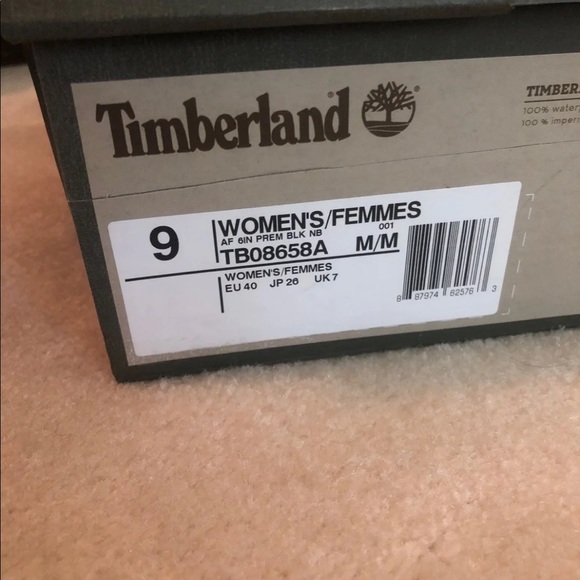 Timberland®
TIMBER
100% water
100 % imper
9
WOMEN'S/FEMMES
AF 6IN PREM BLK NB 001
TB08658A M/M
WOMEN'S/FEMMES
EU 40 JP 26 UK 7
8 87974 62576 3